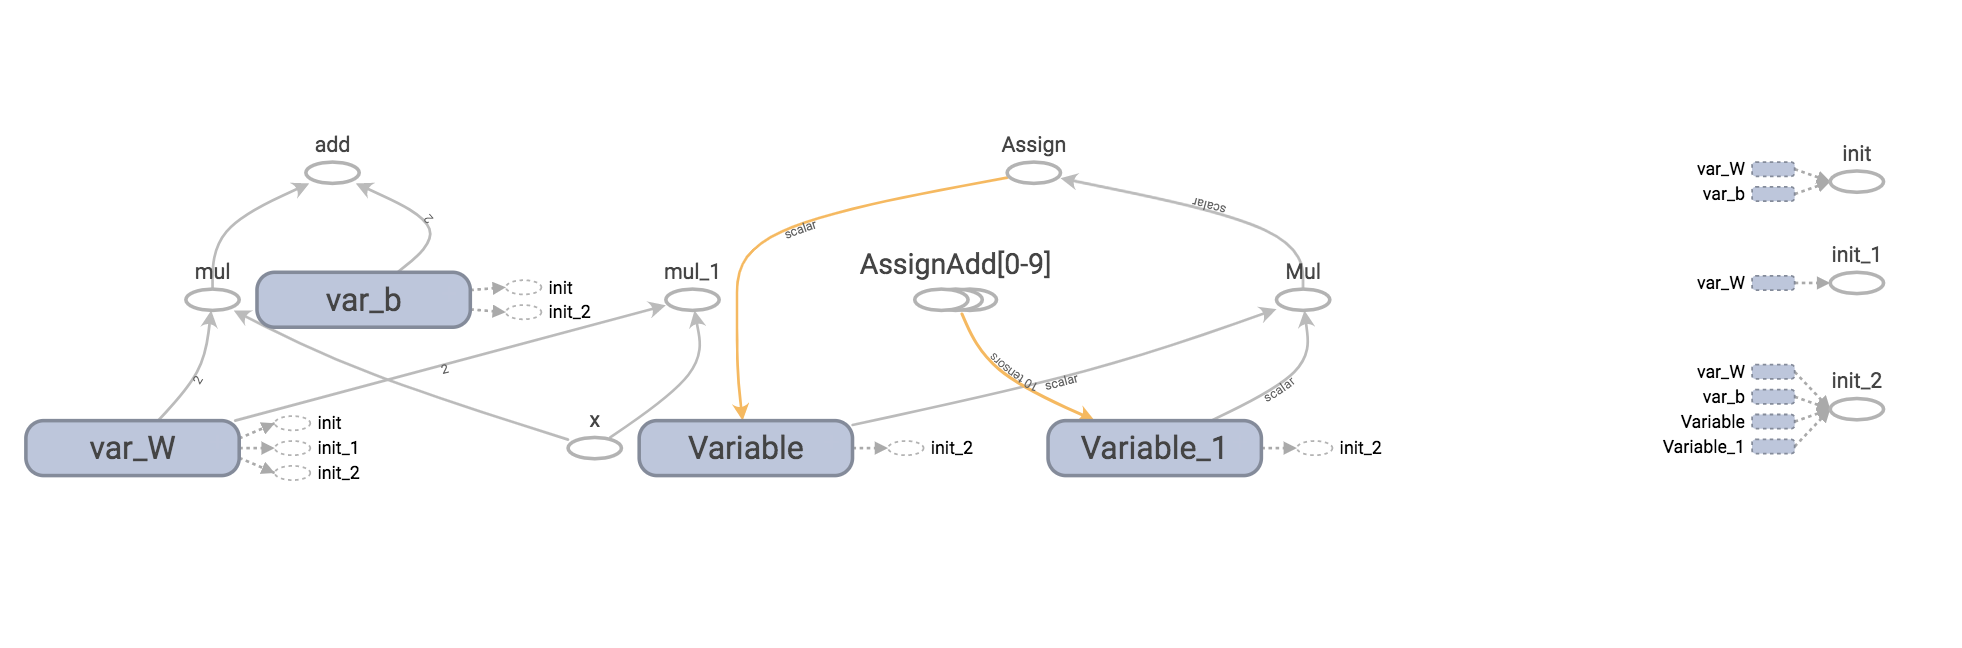 add
2
mul
var_b
init
init_2
2
var_W
init
init_1
init_2
2
mul_1
x
Assign
scalar
scalar
AssignAdd[0-9]
10 tensors
Mul
scalar
scalar
Variable
init_2
Variable_1
init_2
var_W
var_b
init
var_W
init_1
var_W
var_b
Variable
Variable_1
init_2